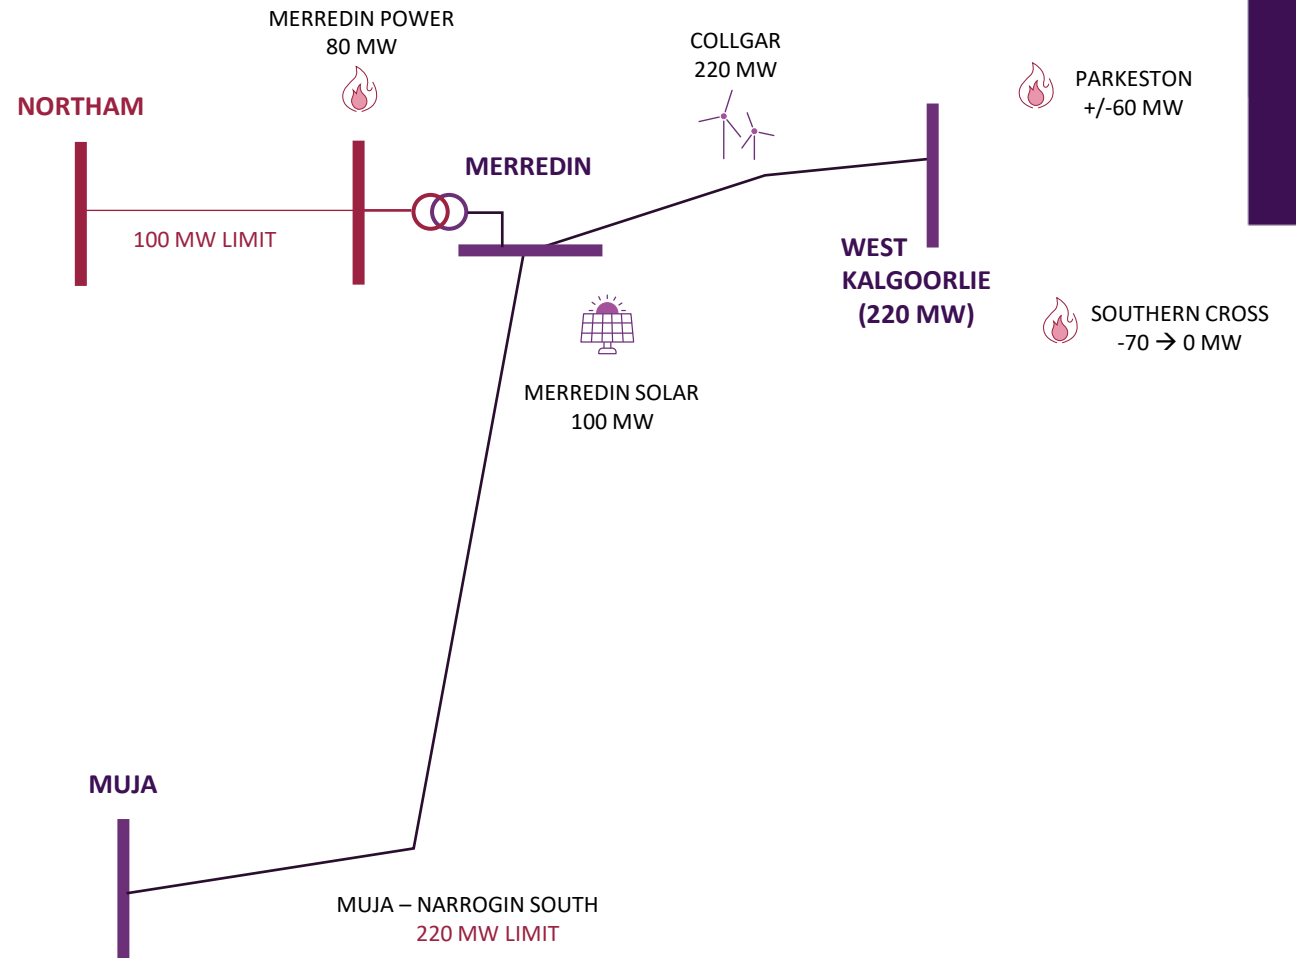 MERREDIN POWER
80 MW
NORTHAM
100 MW LIMIT
MERREDIN
COLLGAR
220 MW
PARKESTON
+/-60 MW
WEST
KALGOORLIE
(220 MW)
SOUTHERN CROSS
-70 → 0 MW
MERREDIN SOLAR
100 MW
MUJA
MUJA – NARROGIN SOUTH
220 MW LIMIT